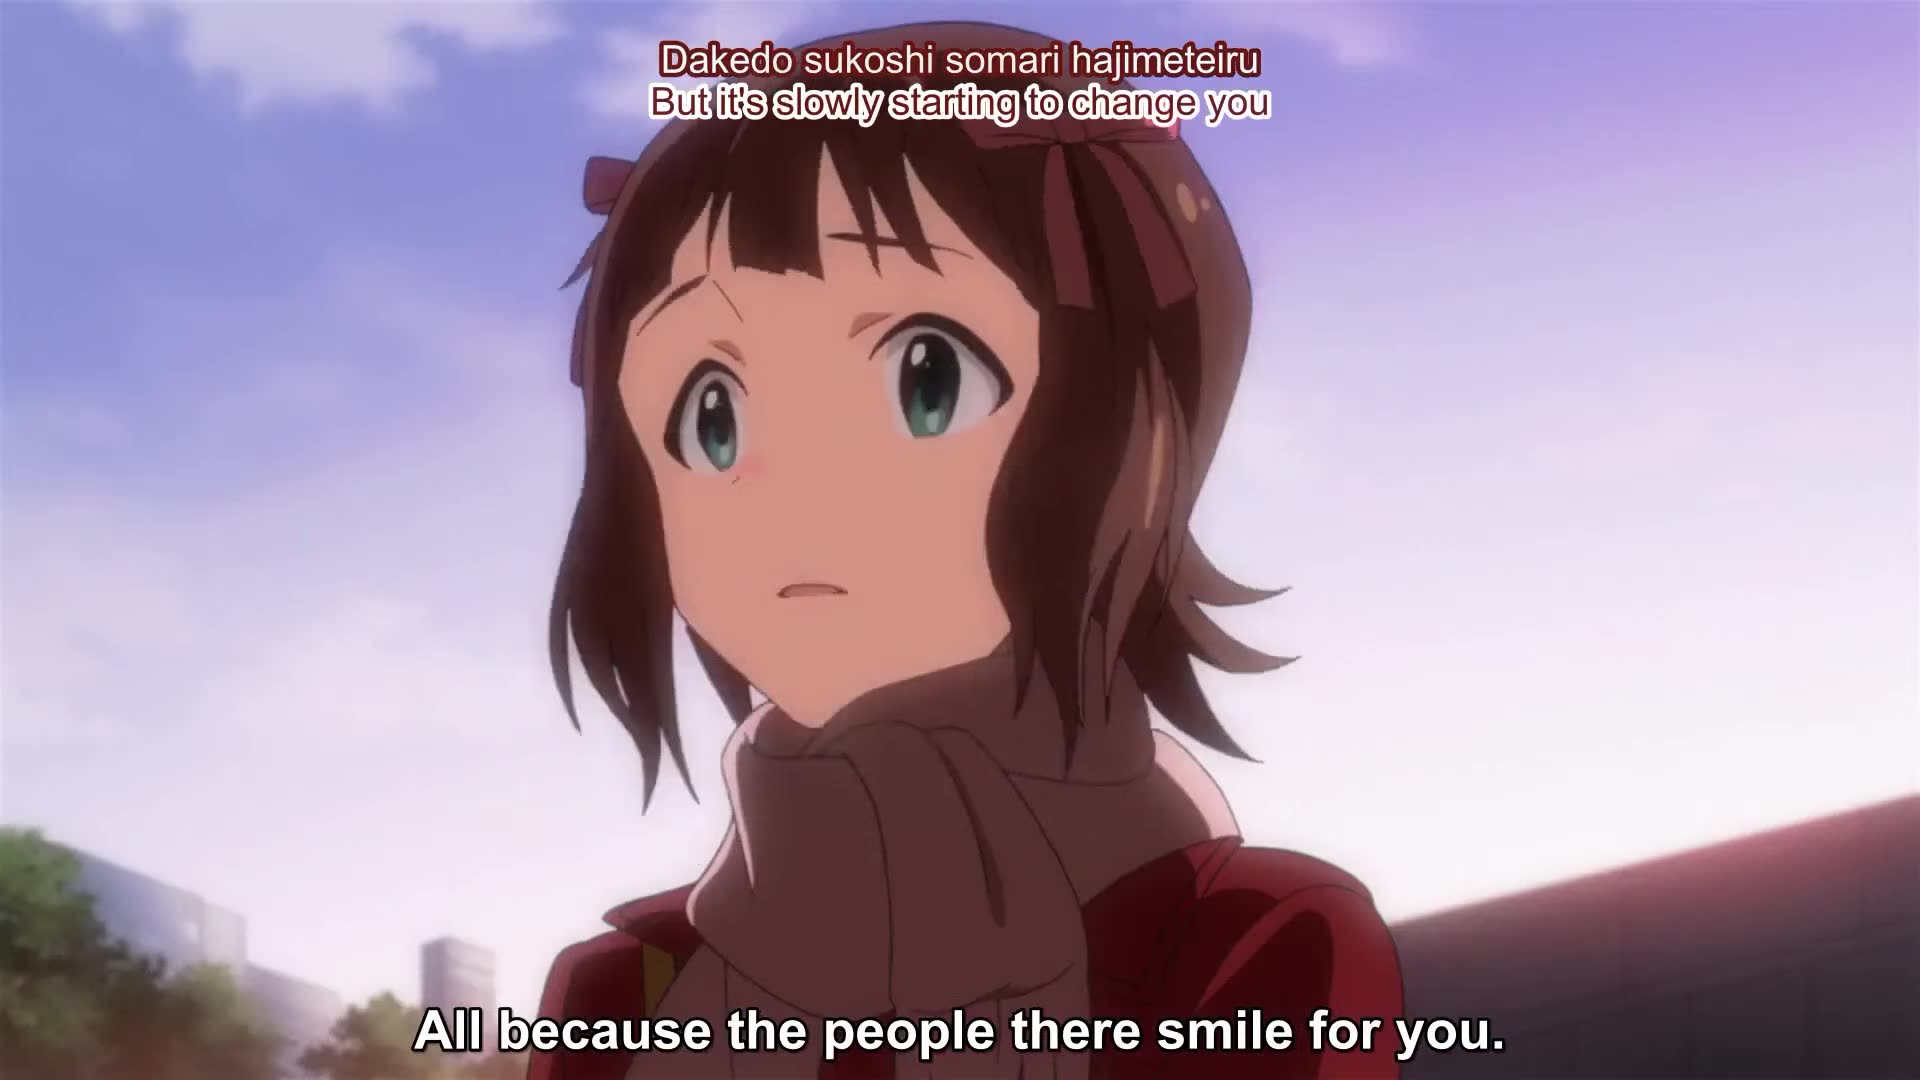 Dakedo sukoshi somari hajimeteiru
But it's slowly starting to change you
All because the people there smile for you.